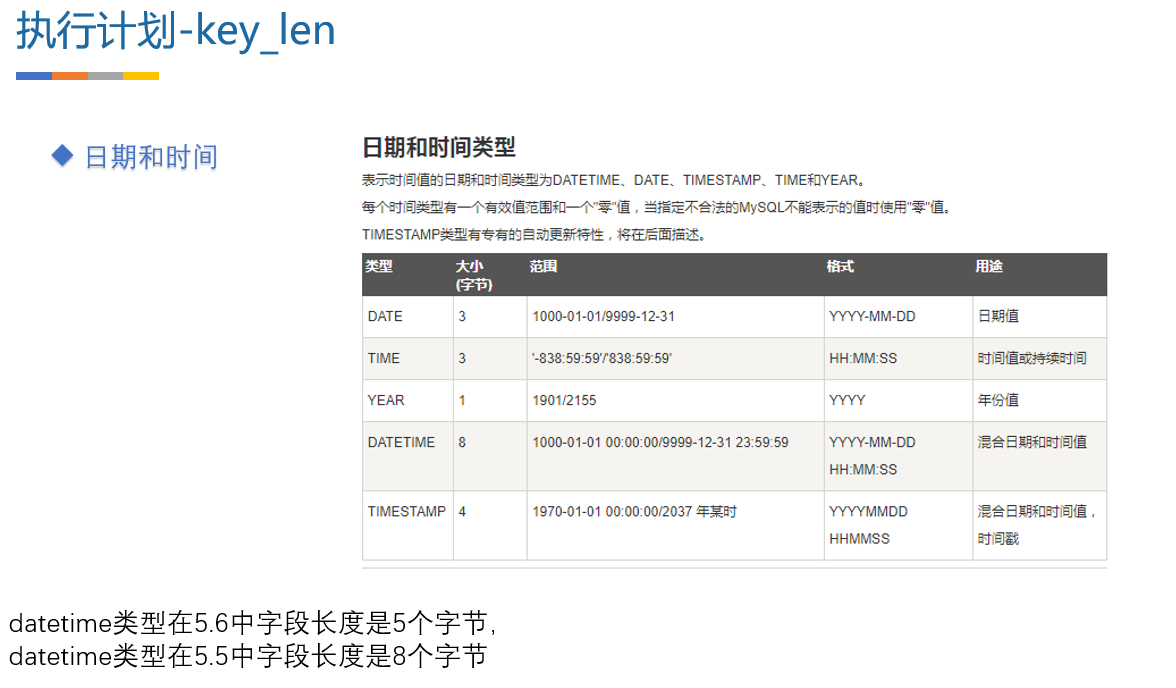 执行计划-key_len
日期和时间
日期和时间类型
表示时间值的日期和时间类型为DATETIME、DATE、TIMESTAMP、TIME和YEAR。
每个时间类型有一个有效值范围和一个"零"值，当指定不合法的MySQL不能表示的值时使用"零"值。
TIMESTAMP类型有专有的自动更新特性，将在后面描述。
类型 大小 范围 格式 用途
(字节)
DATE 3 1000-01-01/9999-12-31 YYYY-MM-DD 日期值
TIME 3 '-838:59:59'/'838:59:59' HH:MM:SS 时间值或持续时间
YEAR 1 1901/2155 YYYY 年份值
DATETIME 8 1000-01-01 00:00:00/9999-12-31 23:59:59 YYYY-MM-DD 混合日期和时间值
HH:MM:SS
TIMESTAMP 4 1970-01-01 00:00:00/2037 年某时 YYYYMMDD 混合日期和时间值，
HHMMSS 时间戳
datetime类型在5.6中字段长度是5个字节,
datetime类型在5.5中字段长度是8个字节